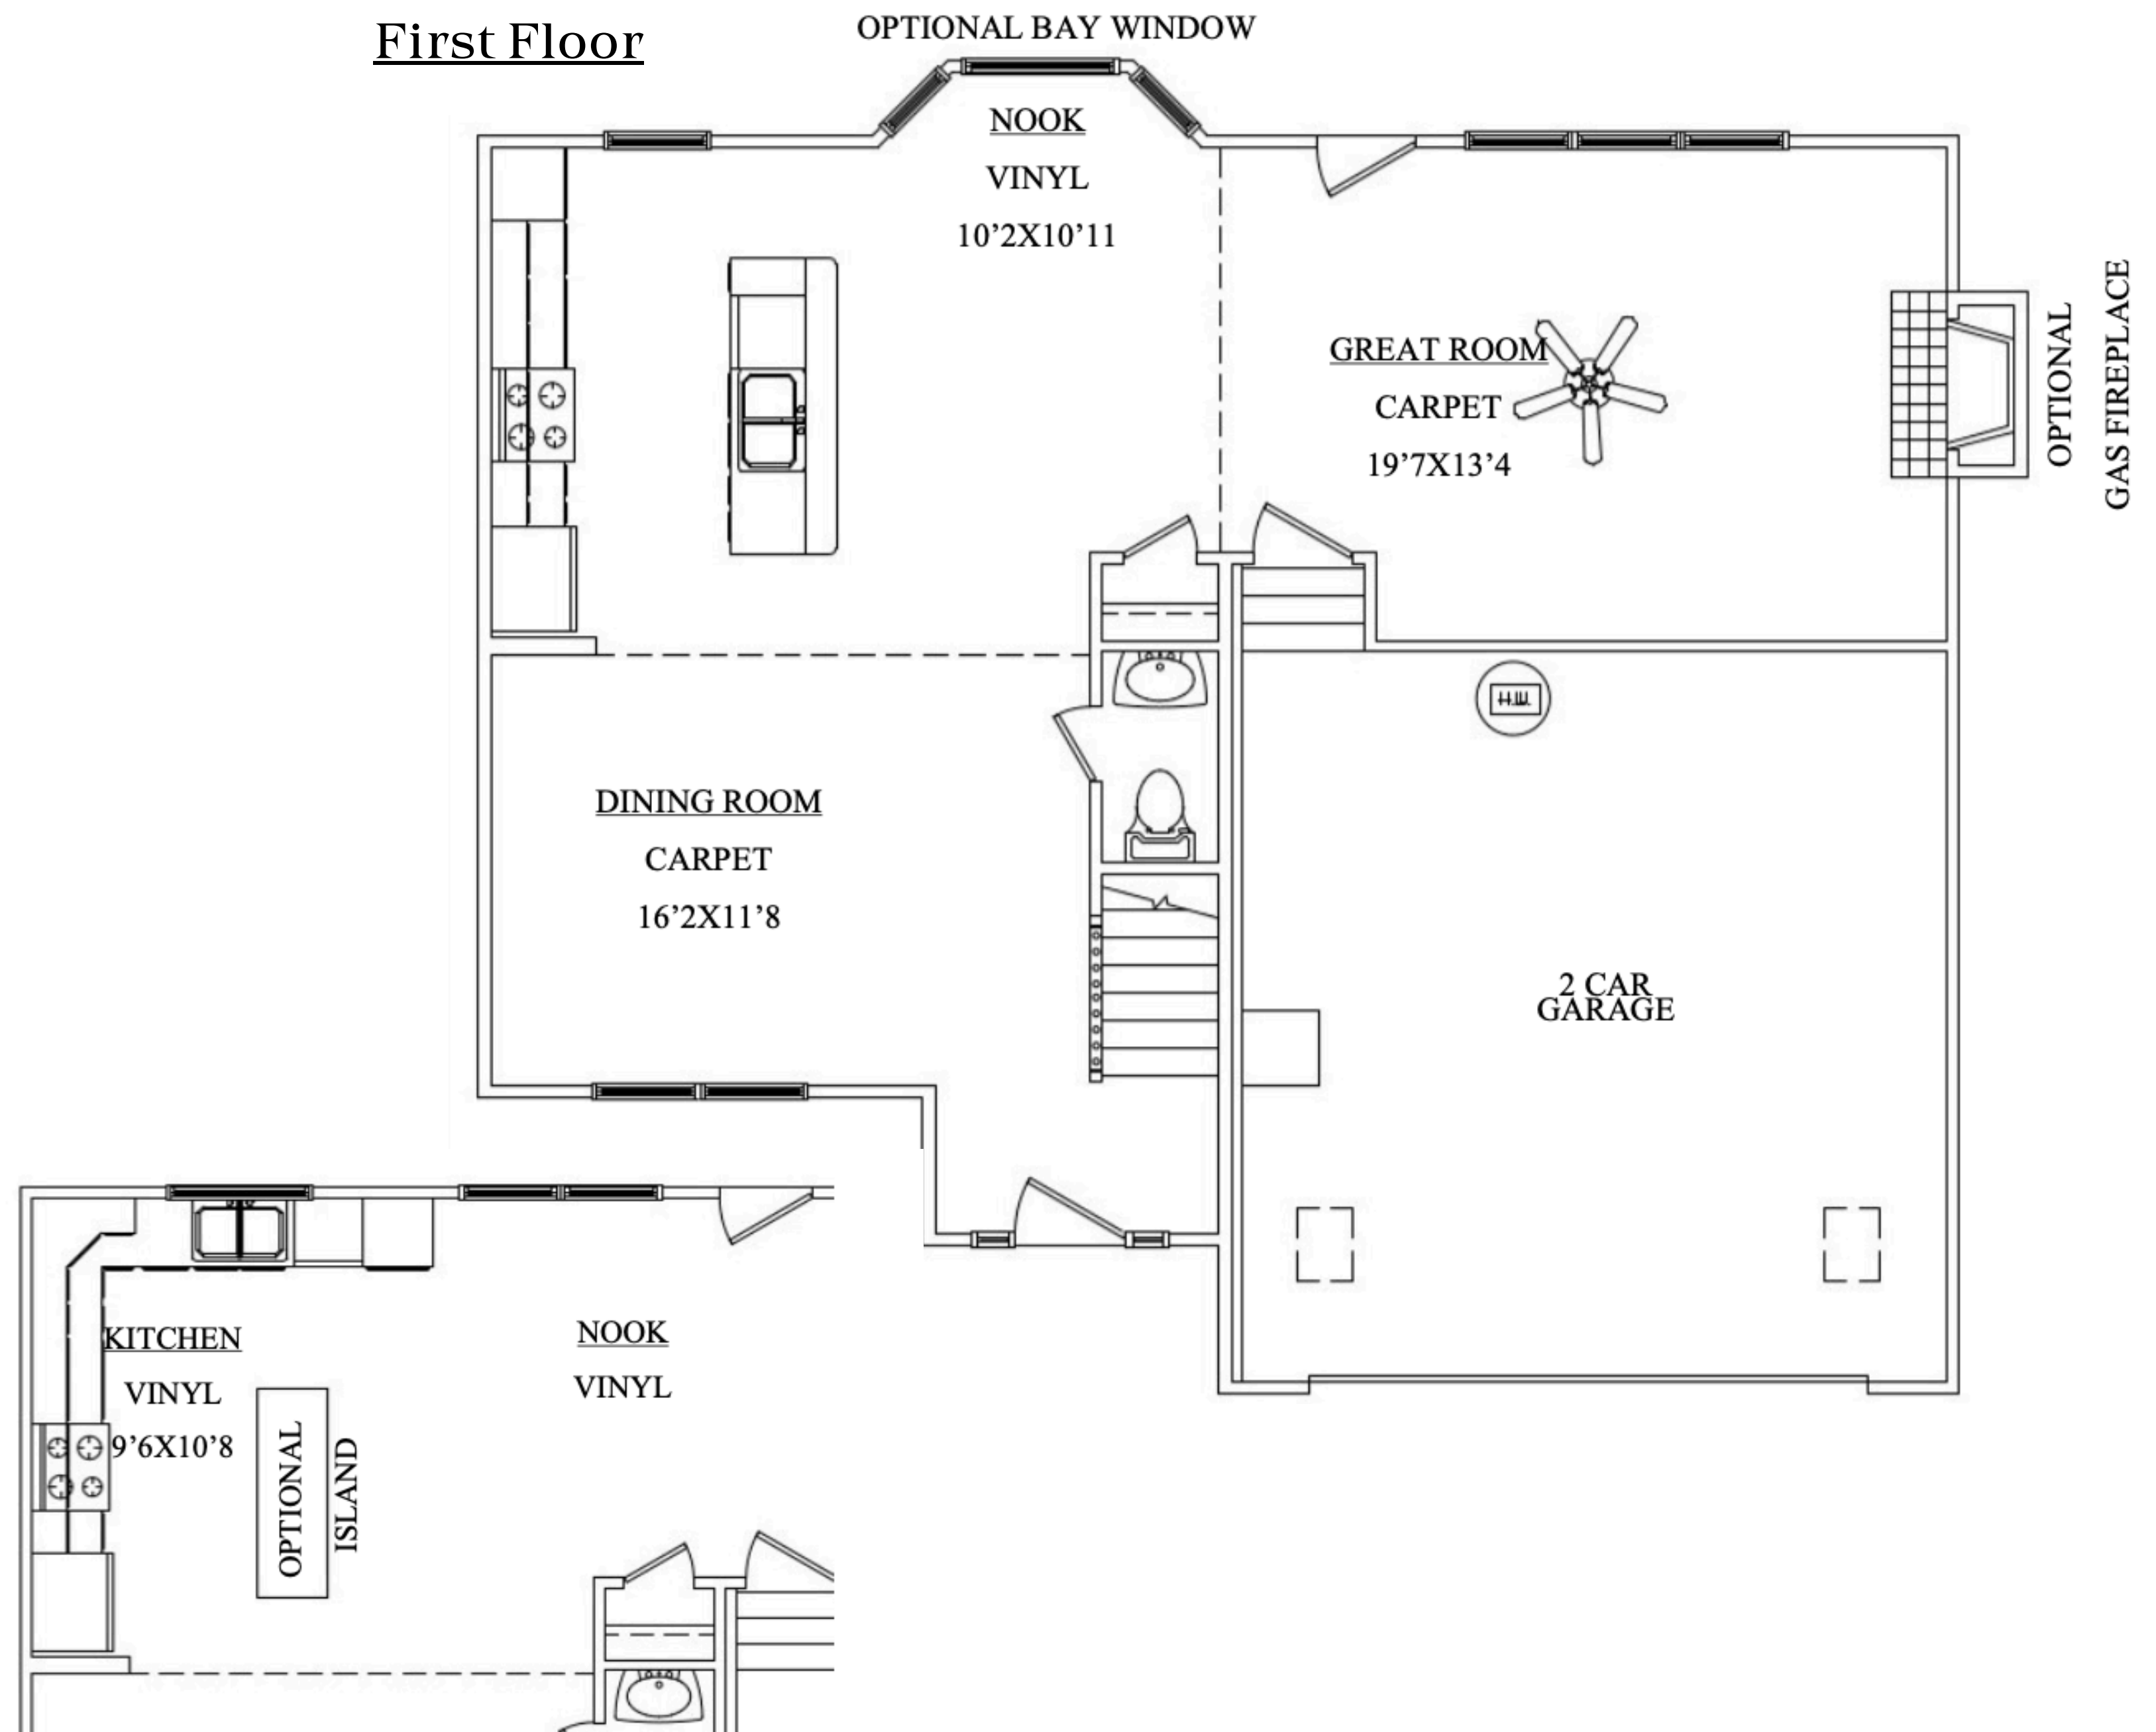 First Floor
OPTIONAL BAY WINDOW
NOOK
VINYL
10’2X10’11
GREAT ROOM
CARPET
19’7X13’4
OPTIONAL
GAS FIREPLACE
H.W.
DINING ROOM
CARPET
16’2X11’8
2 CAR
GARAGE
KITCHEN
VINYL
9’6X10’8
OPTIONAL
ISLAND
NOOK
VINYL